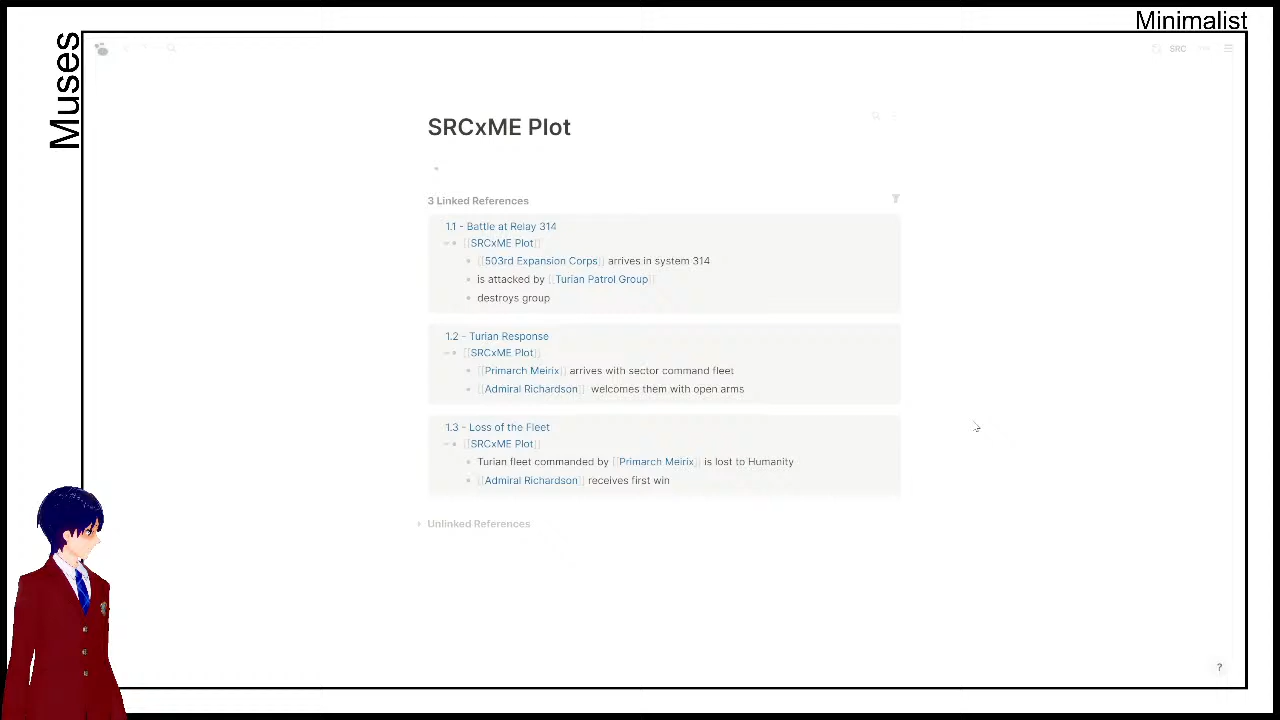 Minimalist
Muses
SRC
SRCxME Plot
3 Linked References
1.1 - Battle at Relay 314
[[SRCxME Plot]]
[[503rd Expansion Corps]] arrives in system 314
is attacked by [[Turian Patrol Group]]
destroys group
1.2 - Turian Response
[[SRCxME Plot]]
[[Primarch Meirix]] arrives with sector command fleet
[[Admiral Richardson]] welcomes them with open arms
1.3 - Loss of the Fleet
[[SRCxME Plot]]
Turian fleet commanded by [[Primarch Meirix]] is lost to Humanity
[[Admiral Richardson]] receives first win
Unlinked References
?